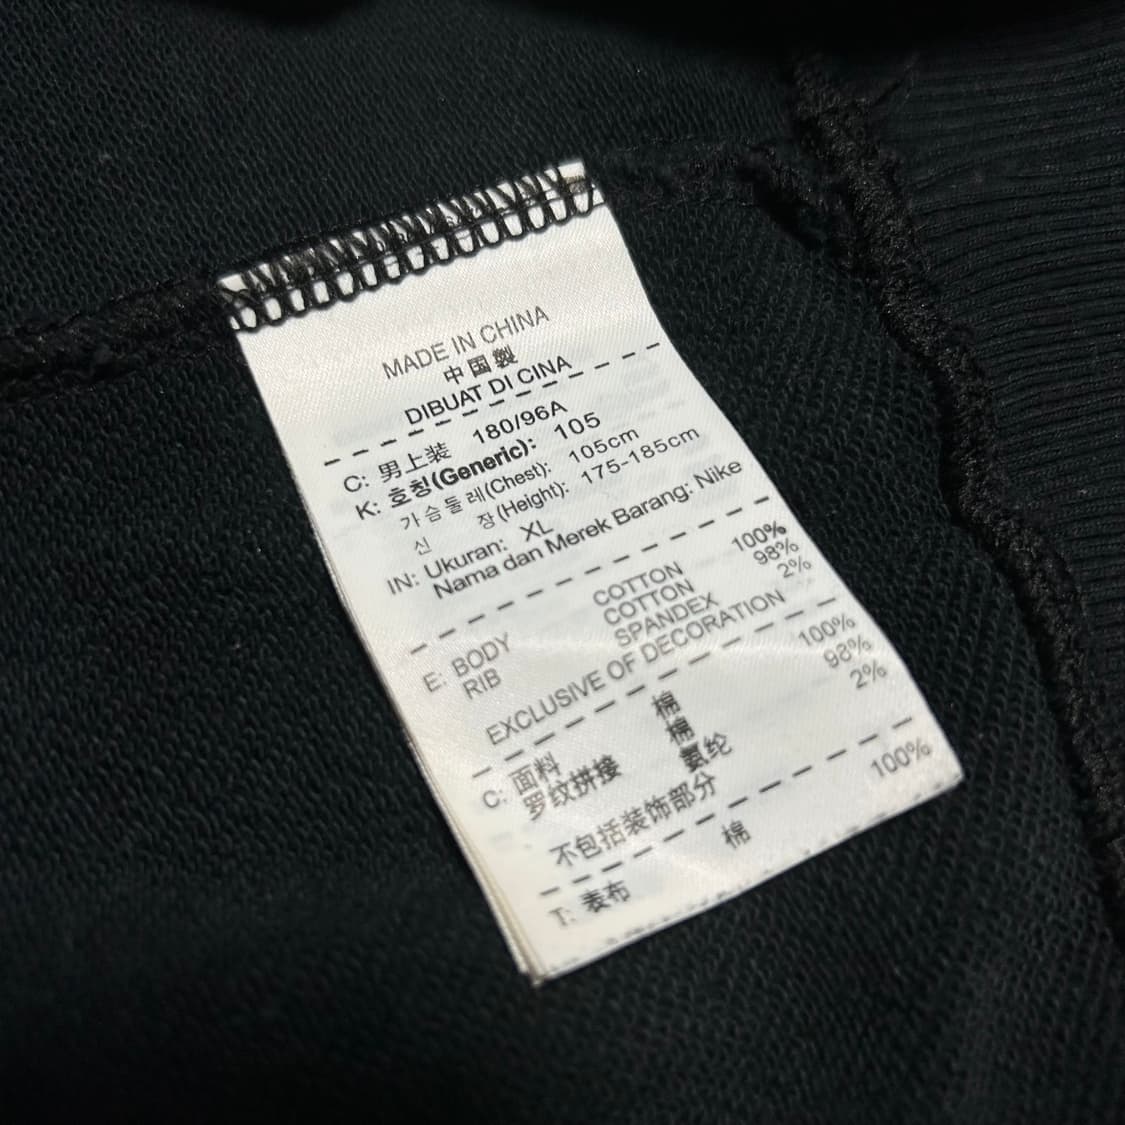 MADE IN CHINA
中国製
DIBUAT DI CINA
C: 男上装 180/96A
K: 호칭(Generic): 105
가슴둘레(Chest): 105cm
신 장(Height): 175-185cm
IN: Ukuran: XL
Nama dan Merek Barang: Nike
E: BODY COTTON 100%
RIB COTTON 98%
SPANDEX 2%
EXCLUSIVE OF DECORATION
C: 面料 棉 100%
罗纹拼接 棉 98%
氨纶 2%
不包括装饰部分
T: 表布 棉 100%